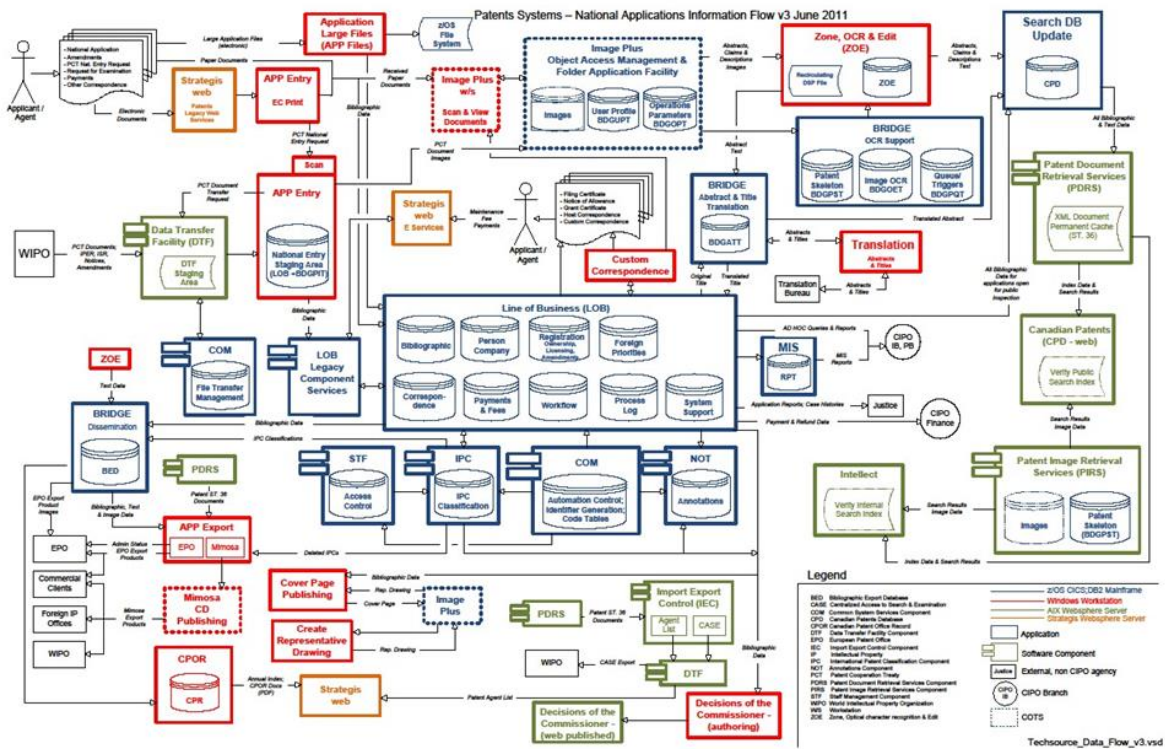 Patents Systems – National Applications Information Flow v3 June 2011
Applicant /
Agent
- National Application
- Amendments
- PCT Nat. Entry Request
- Request for Examination
- Payments
- Other Correspondence
Large Application Files
(electronic)
Paper Documents
Electronic
Documents
Application
Large Files
(APP Files)
z/OS
File
System
Strategis
web
Patents
Legacy Web
Services
APP Entry
EC Print
Received
Paper
Documents
Bibliographic
Data
Image Plus
w/s
Scan & View
Documents
Image Plus
Object Access Management &
Folder Application Facility
Images
User Profile
BDGUPT
Operations
Parameters
BDGOPT
Abstracts,
Claims &
Descriptions
Images
Zone, OCR & Edit
(ZOE)
Recirculating
DSP File
ZOE
Abstracts,
Claims &
Descriptions
Text
Search DB
Update
CPD
All Bibliographic
& Text Data
PCT National
Entry Request
Scan
APP Entry
National Entry
Staging Area
(LOB =BDGPIT)
PCT
Document
Images
Abstract
Text
BRIDGE
OCR Support
Patent
Skeleton
BDGPST
Image OCR
BDGOET
Queue/
Triggers
BDGPQT
Translated Abstract
Patent Document
Retrieval Services
(PDRS)
XML Document
Permanent Cache
(ST. 36)
PCT Document
Transfer
Request
WIPO
PCT Documents;
IPER, ISR,
Notices,
Amendments
Data Transfer
Facility (DTF)
DTF
Staging
Area
Strategis
web
E Services
Maintenance
Fee
Payments
Applicant /
Agent
- Filing Certificate
- Notice of Allowance
- Grant Certificate
- Host Correspondence
- Custom Correspondence
Custom
Correspondence
BRIDGE
Abstract & Title
Translation
BDGATT
Abstracts
& Titles
Translation
Abstracts
& Titles
Translation
Bureau
Abstracts
& Titles
Original
Title
Translated
Title
All Bibliographic
Data for
applications open
for public
inspection
Index Data &
Search Results
Bibliographic
Data
Line of Business (LOB)
Bibliographic
Person
Company
Registration
Ownership,
Licensing,
Amendments
Foreign
Priorities
Correspon-
dence
Payments
& Fees
Workflow
Process
Log
System
Support
AD HOC Queries & Reports
MIS
RPT
MIS
Reports
CIPO
IB, PB
Application Reports; Case Histories
Justice
Payment & Refund Data
CIPO
Finance
Canadian Patents
(CPD - web)
Verify Public
Search Index
Search Results
Image Data
ZOE
Text Data
COM
File Transfer
Management
LOB
Legacy
Component
Services
BRIDGE
Dissemination
BED
Bibliographic Data
IPC Classifications
STF
Access
Control
IPC
IPC
Classification
COM
Automation Control;
Identifier Generation;
Code Tables
NOT
Annotations
Intellect
Verify Internal
Search Index
Search Results
Image Data
Patent Image Retrieval
Services (PIRS)
Images
Patent
Skeleton
(BDGPST)
Index Data & Search Results
PDRS
Patent ST. 36
Documents
EPO Export
Product
Images
Bibliographic, Text
& Image Data
APP Export
EPO
Mimosa
Deleted IPCs
Admin Status
EPO Export
Products
EPO
Commercial
Clients
Foreign IP
Offices
WIPO
Mimosa
Export
Products
Mimosa
CD
Publishing
Cover Page
Publishing
Bibliographic Data
Rep. Drawing
Cover Page
Image
Plus
Create
Representative
Drawing
Rep. Drawing
PDRS
Patent ST. 36
Documents
Import Export
Control (IEC)
Agent
List
CASE
Bibliographic
Data
WIPO
CASE Export
DTF
CPOR
CPR
Annual Index;
CPOR Docs
(PDF)
Strategis
web
Patent Agent List
Decisions of the
Commissioner -
(web published)
Decisions of the
Commissioner -
(authoring)
Legend
BED Bibliographic Export Database
CASE Centralized Access to Search & Examination
COM Common System Services Component
CPD Canadian Patents Database
CPOR Canadian Patent Office Record
DTF Data Transfer Facility Component
EPO European Patent Office
IEC Import Export Control Component
IP Intellectual Property
IPC International Patent Classification Component
NOT Annotations Component
PCT Patent Cooperation Treaty
PDRS Patent Document Retrieval Services Component
PIRS Patent Image Retrieval Services Component
STF Staff Management Component
WIPO World Intellectual Property Organization
W/S Workstation
ZOE Zone, Optical character recognition & Edit
z/OS CICS;DB2 Mainframe
Windows Workstation
AIX Websphere Server
Strategis Websphere Server
Application
Software Component
Justice
External, non CIPO agency
CIPO
IB
CIPO Branch
COTS
Techsource_Data_Flow_v3.vsd